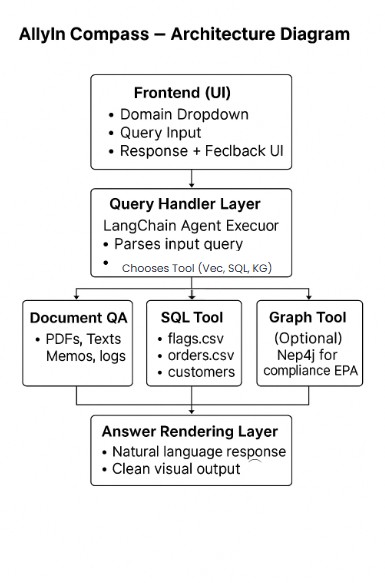 AllyIn Compass – Architecture Diagram
Frontend (UI)
• Domain Dropdown
• Query Input
• Response + Feclback UI
Query Handler Layer
LangChain Agent Execuor
• Parses input query
• Chooses Tool (Vec, SQL, KG)
Document QA
• PDFs, Texts
Memos, logs
SQL Tool
• flags.csv
• orders.csv
• customers
Graph Tool
(Optional)
Nep4j for
compliance EPA
Answer Rendering Layer
• Natural language response
• Clean visual output